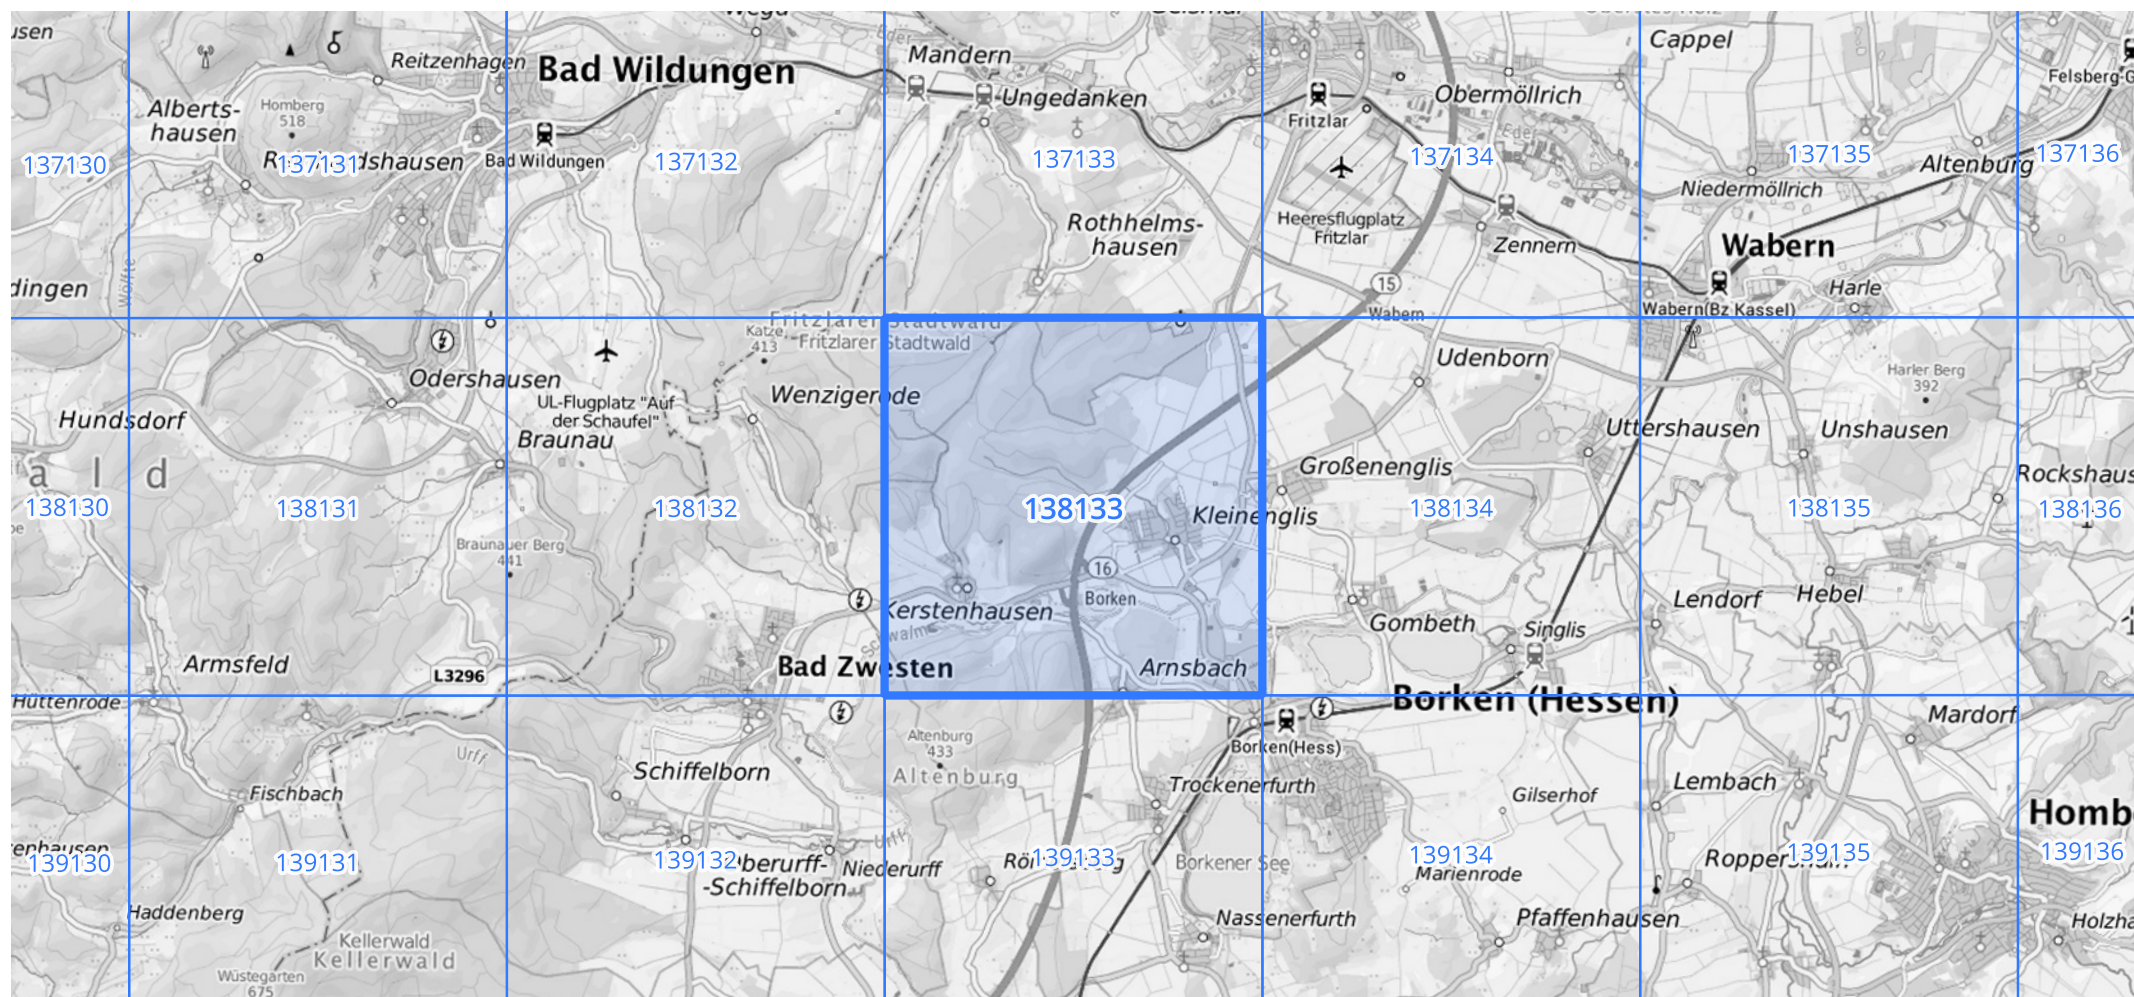 Mandern
Cappel
Reitzenhagen
Bad Wildungen
Felsberg-G
Homberg
518
Ungedanken
Obermöllrich
Alberts-
hausen
Fritzlar
Eder
Bad Wildungen
137130
137131
137132
137133
137134
137135
137136
Altenburg
Niedermöllrich
Heeresflugplatz
Fritzlar
Rothhelms-
hausen
Zennern
Wabern
dingen
Wölfte
15
Harle
Wabern
Wabern(Bz Kassel)
Fritzlarer Stadtwald
Fritzlarer Stadtwald
Katze
413
Udenborn
Odershausen
Harler Berg
392
Wenzigerode
UL-Flugplatz "Auf
der Schaufel"
Hundsdorf
Braunau
Uttershausen
Unshausen
Großenenglis
a l d
Rockshaus
138130
138131
138132
138133
138134
138135
138136
Kleinenglis
Braunauer Berg
441
16
Borken
Kerstenhausen
Lendorf
Hebel
Gombeth
Singlis
Schwalm
Armsfeld
L3296
Bad Zwesten
Arnsbach
Hüttenrode
Borken (Hessen)
Mardorf
Altenburg
433
Altenburg
Borken(Hess)
Urff
Schiffelborn
Trockenerfurth
Lembach
Fischbach
Gilserhof
Homb
Urff
139130
139131
139132
139133
139134
139135
139136
Niederurff
-Schiffelborn
Borkener See
Marienrode
Haddenberg
Nassenerfurth
Pfaffenhausen
Holzha
Kellerwald
Kellerwald
Wüstegarten
675